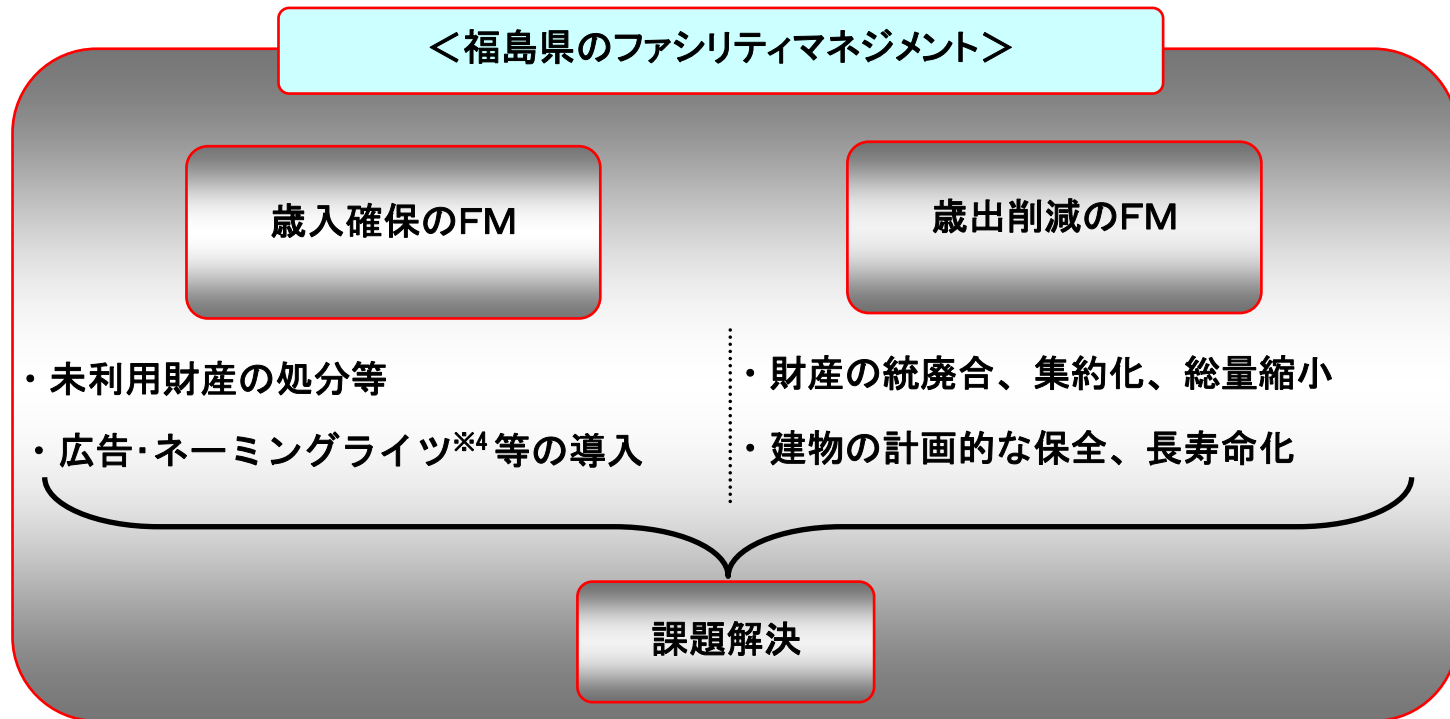 ＜福島県のファシリティマネジメント＞
歳入確保のFM
歳出削減のFM
・未利用財産の処分等
・広告・ネーミングライツ※4等の導入
・財産の統廃合、集約化、総量縮小
・建物の計画的な保全、長寿命化
課題解決